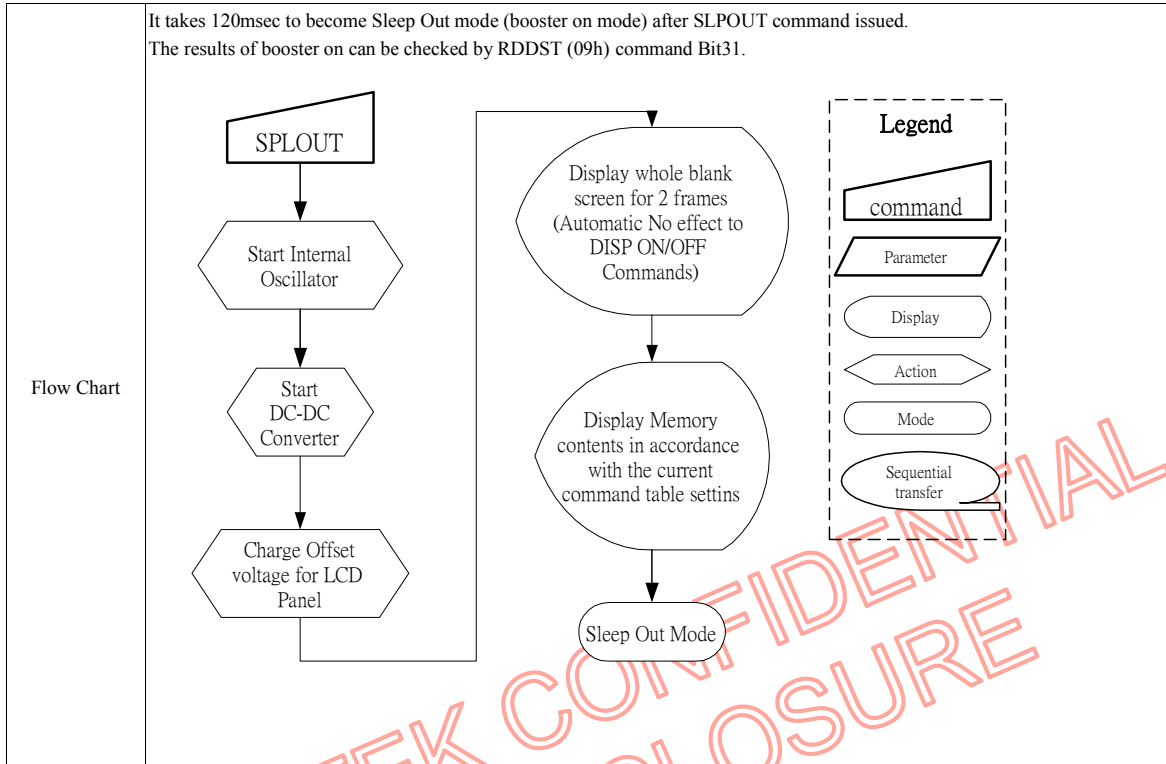 It takes 120msec to become Sleep Out mode (booster on mode) after SLPOUT command issued.
The results of booster on can be checked by RDDST (09h) command Bit31.
Flow Chart
SPLOUT
Start Internal
Oscillator
Start
DC-DC
Converter
Charge Offset
voltage for LCD
Panel
Display whole blank
screen for 2 frames
(Automatic No effect to
DISP ON/OFF
Commands)
Display Memory
contents in accordance
with the current
command table settins
Sleep Out Mode
Legend
command
Parameter
Display
Action
Mode
Sequential
transfer
CONFIDENTIAL